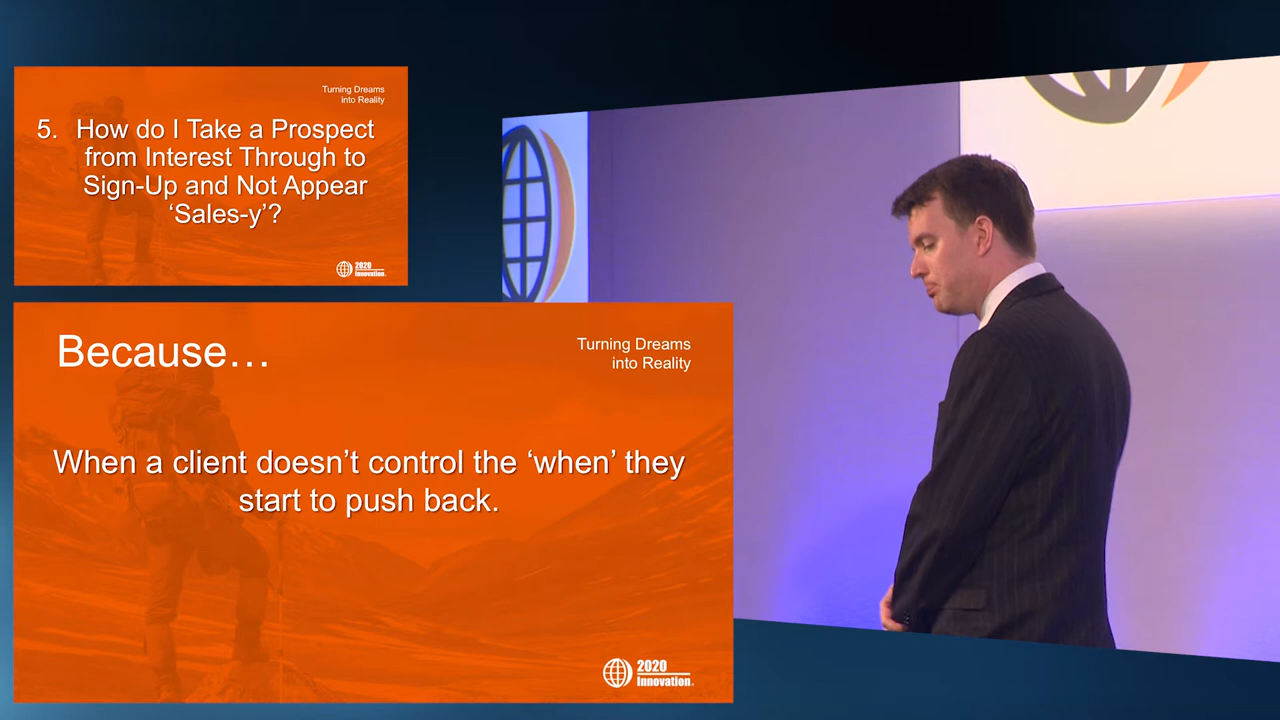 Turning Dreams
into Reality
5. How do I Take a Prospect
from Interest Through to
Sign-Up and Not Appear
‘Sales-y’?
2020
Innovation
Because…
Turning Dreams
into Reality
When a client doesn’t control the ‘when’ they
start to push back.
2020
Innovation